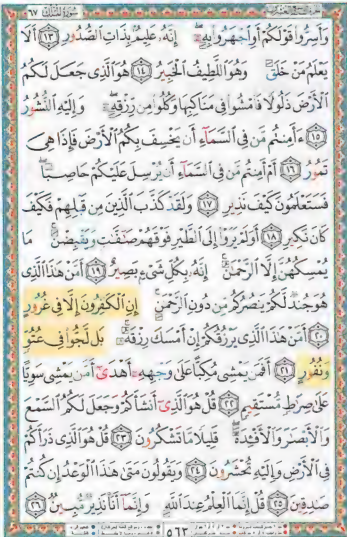 سورة الملك ٦٧
وَأَسِرُّوا۟ قَوْلَكُمْ أَوِ ٱجْهَرُوا۟ بِهِۦٓ ۖ إِنَّهُۥ عَلِيمٌۢ بِذَاتِ ٱلصُّدُورِ ١٣ أَلَا
يَعْلَمُ مَنْ خَلَقَ وَهُوَ ٱللَّطِيفُ ٱلْخَبِيرُ ١٤ هُوَ ٱلَّذِى جَعَلَ لَكُمُ
ٱلْأَرْضَ ذَلُولًا فَٱمْشُوا۟ فِى مَنَاكِبِهَا وَكُلُوا۟ مِن رِّزْقِهِۦ ۖ وَإِلَيْهِ ٱلنُّشُورُ
١٥ ءَأَمِنتُم مَّن فِى ٱلسَّمَآءِ أَن يَخْسِفَ بِكُمُ ٱلْأَرْضَ فَإِذَا هِىَ
تَمُورُ ١٦ أَمْ أَمِنتُم مَّن فِى ٱلسَّمَآءِ أَن يُرْسِلَ عَلَيْكُمْ حَاصِبًا ۖ
فَسَتَعْلَمُونَ كَيْفَ نَذِيرِ ١٧ وَلَقَدْ كَذَّبَ ٱلَّذِينَ مِن قَبْلِهِمْ فَكَيْفَ
كَانَ نَكِيرِ ١٨ أَوَلَمْ يَرَوْا۟ إِلَى ٱلطَّيْرِ فَوْقَهُمْ صَٰٓفَّٰتٍ وَيَقْبِضْنَ ۚ مَا
يُمْسِكُهُنَّ إِلَّا ٱلرَّحْمَٰنُ ۚ إِنَّهُۥ بِكُلِّ شَىْءٍۭ بَصِيرٌ ١٩ أَمَّنْ هَٰذَا ٱلَّذِى
هُوَ جُندٌ لَّكُمْ يَنصُرُكُم مِّن دُونِ ٱلرَّحْمَٰنِ ۚ إِنِ ٱلْكَٰفِرُونَ إِلَّا فِى غُرُورٍ
٢٠ أَمَّنْ هَٰذَا ٱلَّذِى يَرْزُقُكُمْ إِنْ أَمْسَكَ رِزْقَهُۥ ۚ بَل لَّجُّوا۟ فِى عُتُوٍّ
وَنُفُورٍ ٢١ أَفَمَن يَمْشِى مُكِبًّا عَلَىٰ وَجْهِهِۦٓ أَهْدَىٰٓ أَمَّن يَمْشِى سَوِيًّا
عَلَىٰ صِرَٰطٍ مُّسْتَقِيمٍ ٢٢ قُلْ هُوَ ٱلَّذِىٓ أَنشَأَكُمْ وَجَعَلَ لَكُمُ ٱلسَّمْعَ
وَٱلْأَبْصَٰرَ وَٱلْأَفْـِٔدَةَ ۖ قَلِيلًا مَّا تَشْكُرُونَ ٢٣ قُلْ هُوَ ٱلَّذِى ذَرَأَكُمْ
فِى ٱلْأَرْضِ وَإِلَيْهِ تُحْشَرُونَ ٢٤ وَيَقُولُونَ مَتَىٰ هَٰذَا ٱلْوَعْدُ إِن كُنتُمْ
صَٰدِقِينَ ٢٥ قُلْ إِنَّمَا ٱلْعِلْمُ عِندَ ٱللَّهِ وَإِنَّمَآ أَنَا۠ نَذِيرٌ مُّبِينٌ ٢٦
٥٦٣